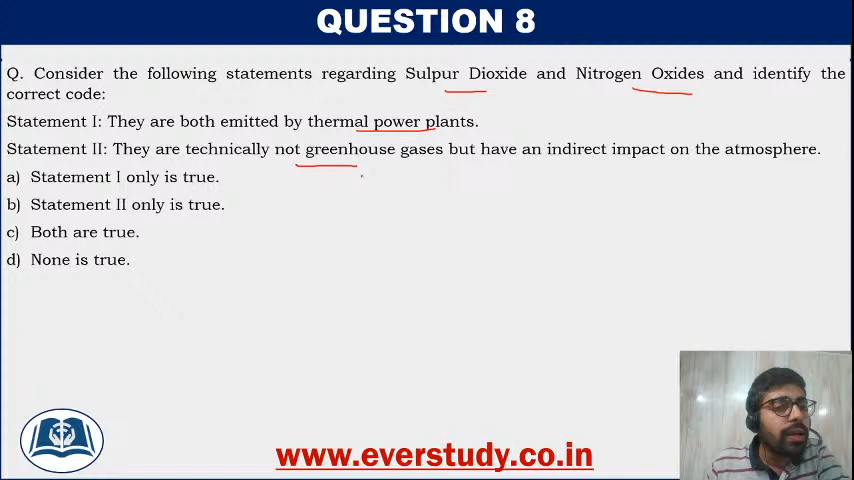 QUESTION 8
Q. Consider the following statements regarding Sulpur Dioxide and Nitrogen Oxides and identify the
correct code:
Statement I: They are both emitted by thermal power plants.
Statement II: They are technically not greenhouse gases but have an indirect impact on the atmosphere.
a) Statement I only is true.
b) Statement II only is true.
c) Both are true.
d) None is true.
www.everstudy.co.in